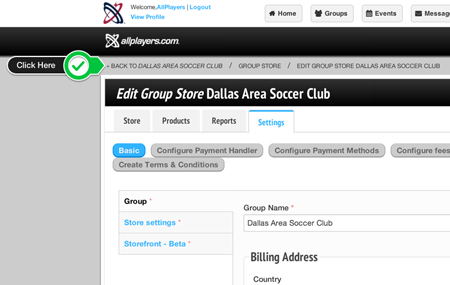 Welcome,AllPlayers | Logout
View Profile
Home
Groups
Events
Messag
allplayers.com
Click Here
« BACK TO DALLAS AREA SOCCER CLUB / GROUP STORE / EDIT GROUP STORE DALLAS AREA SOCCER CLUB
Edit Group Store Dallas Area Soccer Club
Store
Products
Reports
Settings
Basic
Configure Payment Handler
Configure Payment Methods
Configure fees
Create Terms & Conditions
Group *
Store settings *
Storefront - Beta *
Group Name *
Dallas Area Soccer Club
Billing Address
Country